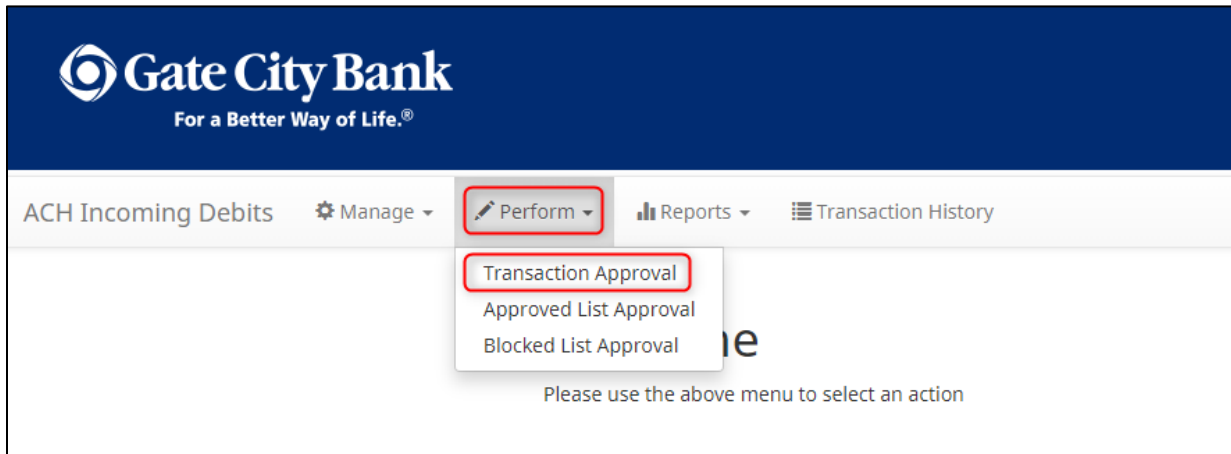 Gate City Bank
For a Better Way of Life.®
ACH Incoming Debits Manage Perform Reports Transaction History
Transaction Approval
Approved List Approval
Blocked List Approval
Please use the above menu to select an action